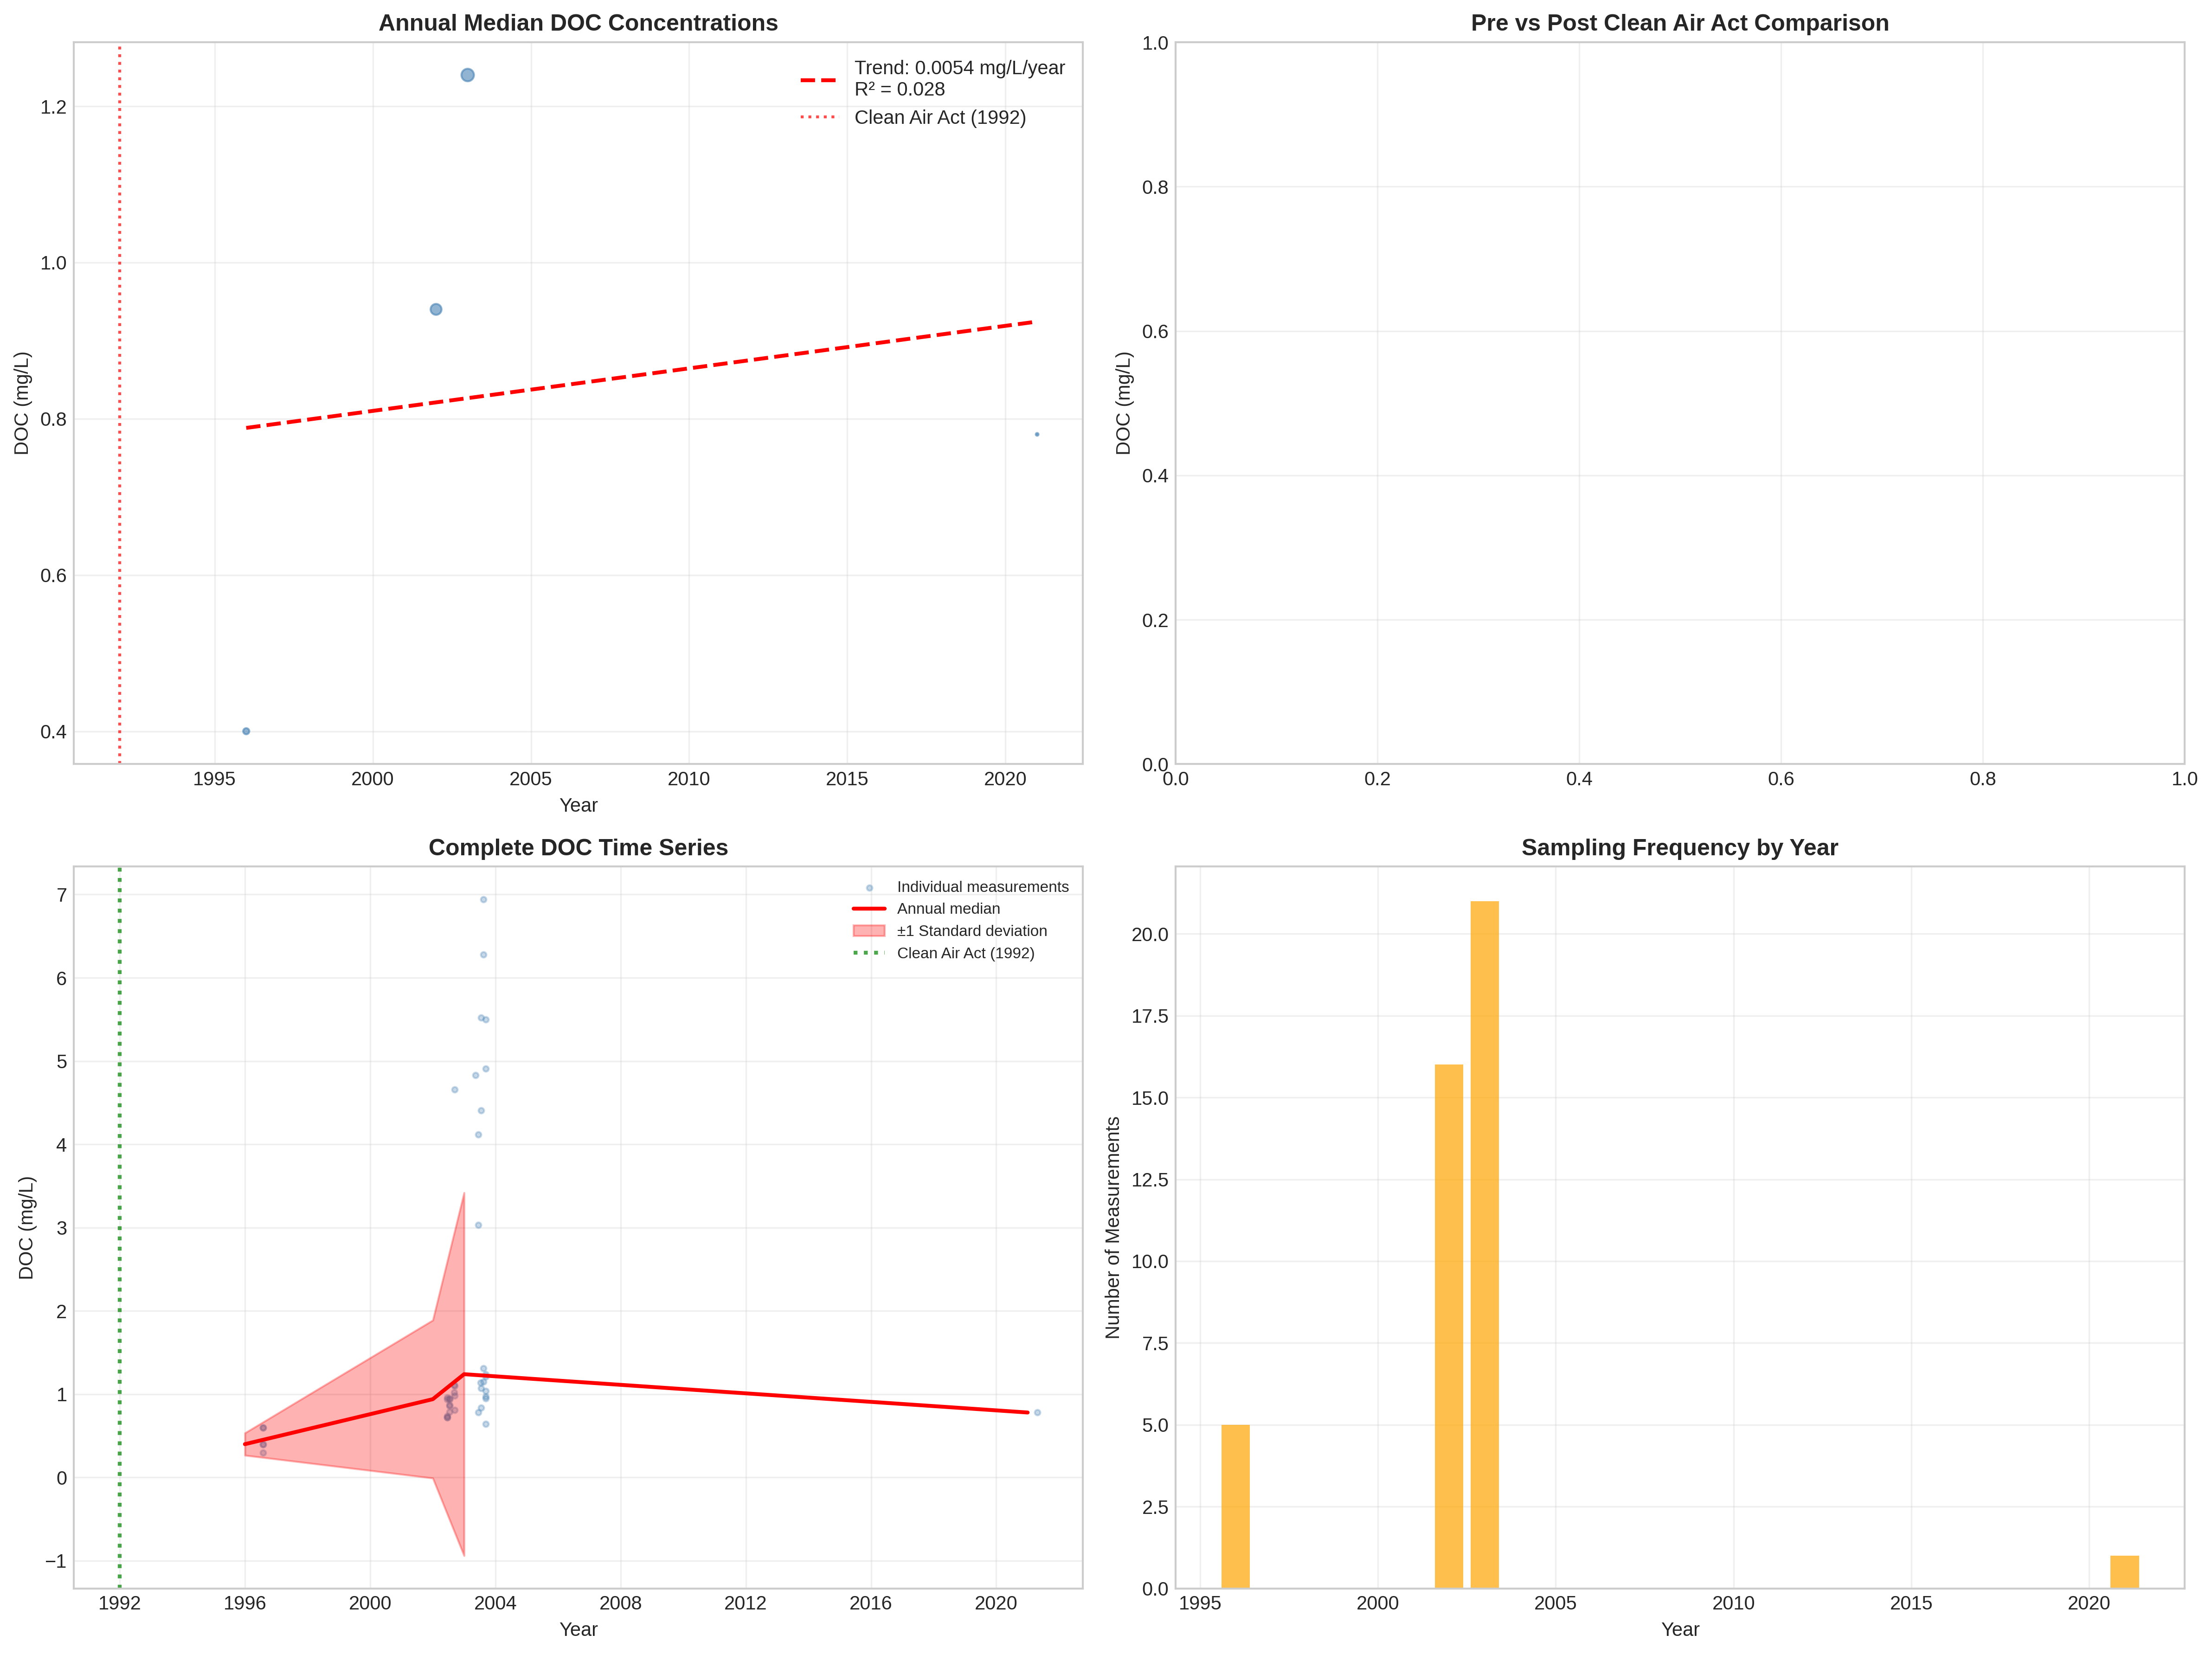 Annual Median DOC Concentrations
Trend: 0.0054 mg/L/year
R² = 0.028
Clean Air Act (1992)
DOC (mg/L)
1.2
1.0
0.8
0.6
0.4
1995 2000 2005 2010 2015 2020
Year
Pre vs Post Clean Air Act Comparison
DOC (mg/L)
1.0
0.8
0.6
0.4
0.2
0.0
0.0 0.2 0.4 0.6 0.8 1.0
Complete DOC Time Series
Individual measurements
Annual median
±1 Standard deviation
Clean Air Act (1992)
DOC (mg/L)
7
6
5
4
3
2
1
0
−1
1992 1996 2000 2004 2008 2012 2016 2020
Year
Sampling Frequency by Year
Number of Measurements
20.0
17.5
15.0
12.5
10.0
7.5
5.0
2.5
0.0
1995 2000 2005 2010 2015 2020
Year